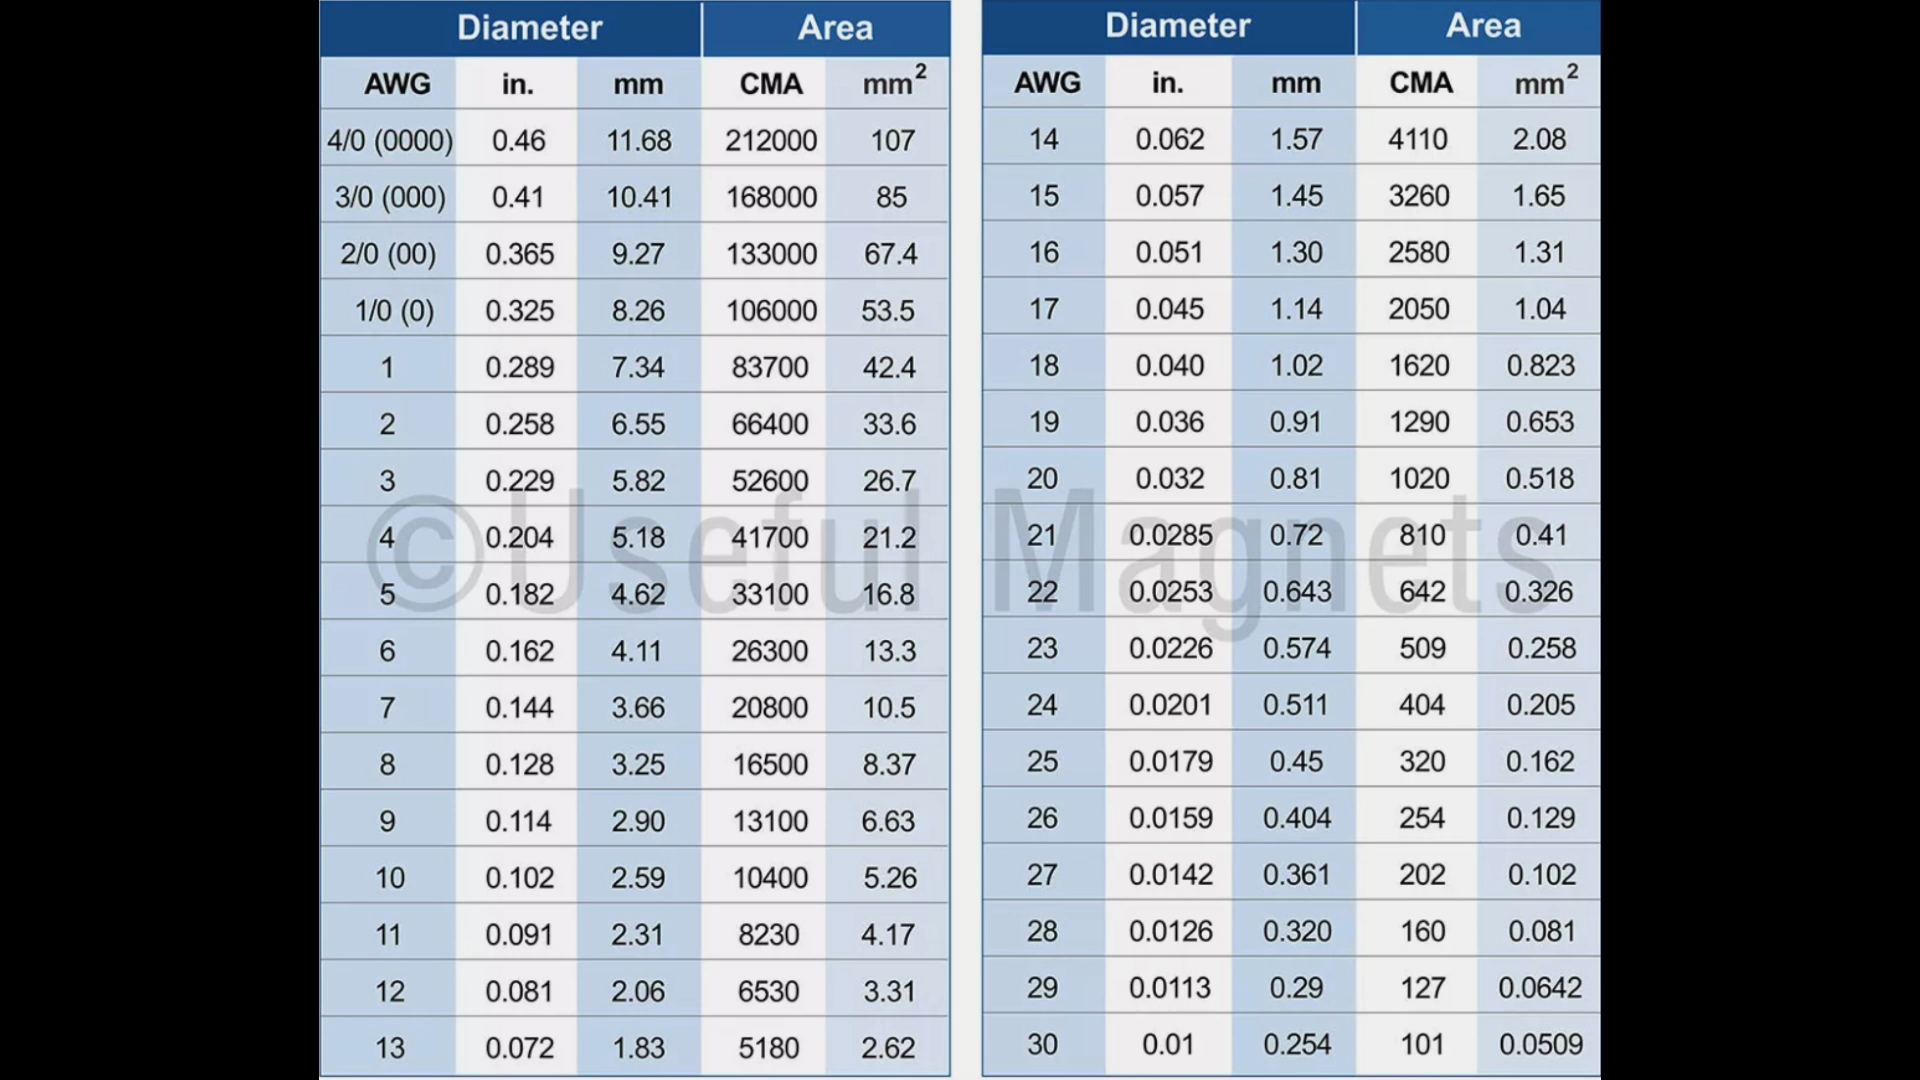 Diameter Area
AWG in. mm CMA mm²
4/0 (0000) 0.46 11.68 212000 107
3/0 (000) 0.41 10.41 168000 85
2/0 (00) 0.365 9.27 133000 67.4
1/0 (0) 0.325 8.26 106000 53.5
1 0.289 7.34 83700 42.4
2 0.258 6.55 66400 33.6
3 0.229 5.82 52600 26.7
4 0.204 5.18 41700 21.2
5 0.182 4.62 33100 16.8
6 0.162 4.11 26300 13.3
7 0.144 3.66 20800 10.5
8 0.128 3.25 16500 8.37
9 0.114 2.90 13100 6.63
10 0.102 2.59 10400 5.26
11 0.091 2.31 8230 4.17
12 0.081 2.06 6530 3.31
13 0.072 1.83 5180 2.62
Diameter Area
AWG in. mm CMA mm²
14 0.062 1.57 4110 2.08
15 0.057 1.45 3260 1.65
16 0.051 1.30 2580 1.31
17 0.045 1.14 2050 1.04
18 0.040 1.02 1620 0.823
19 0.036 0.91 1290 0.653
20 0.032 0.81 1020 0.518
21 0.0285 0.72 810 0.41
22 0.0253 0.643 642 0.326
23 0.0226 0.574 509 0.258
24 0.0201 0.511 404 0.205
25 0.0179 0.45 320 0.162
26 0.0159 0.404 254 0.129
27 0.0142 0.361 202 0.102
28 0.0126 0.320 160 0.081
29 0.0113 0.29 127 0.0642
30 0.01 0.254 101 0.0509
©Useful Magnets